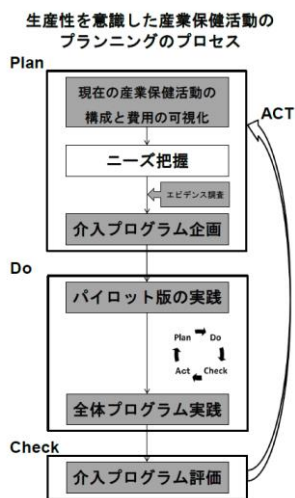 生産性を意識した産業保健活動の
プランニングのプロセス
Plan
現在の産業保健活動の
構成と費用の可視化
ACT
ニーズ把握
エビデンス調査
介入プログラム企画
Do
パイロット版の実践
Plan
Do
Act
Check
全体プログラム実践
Check
介入プログラム評価